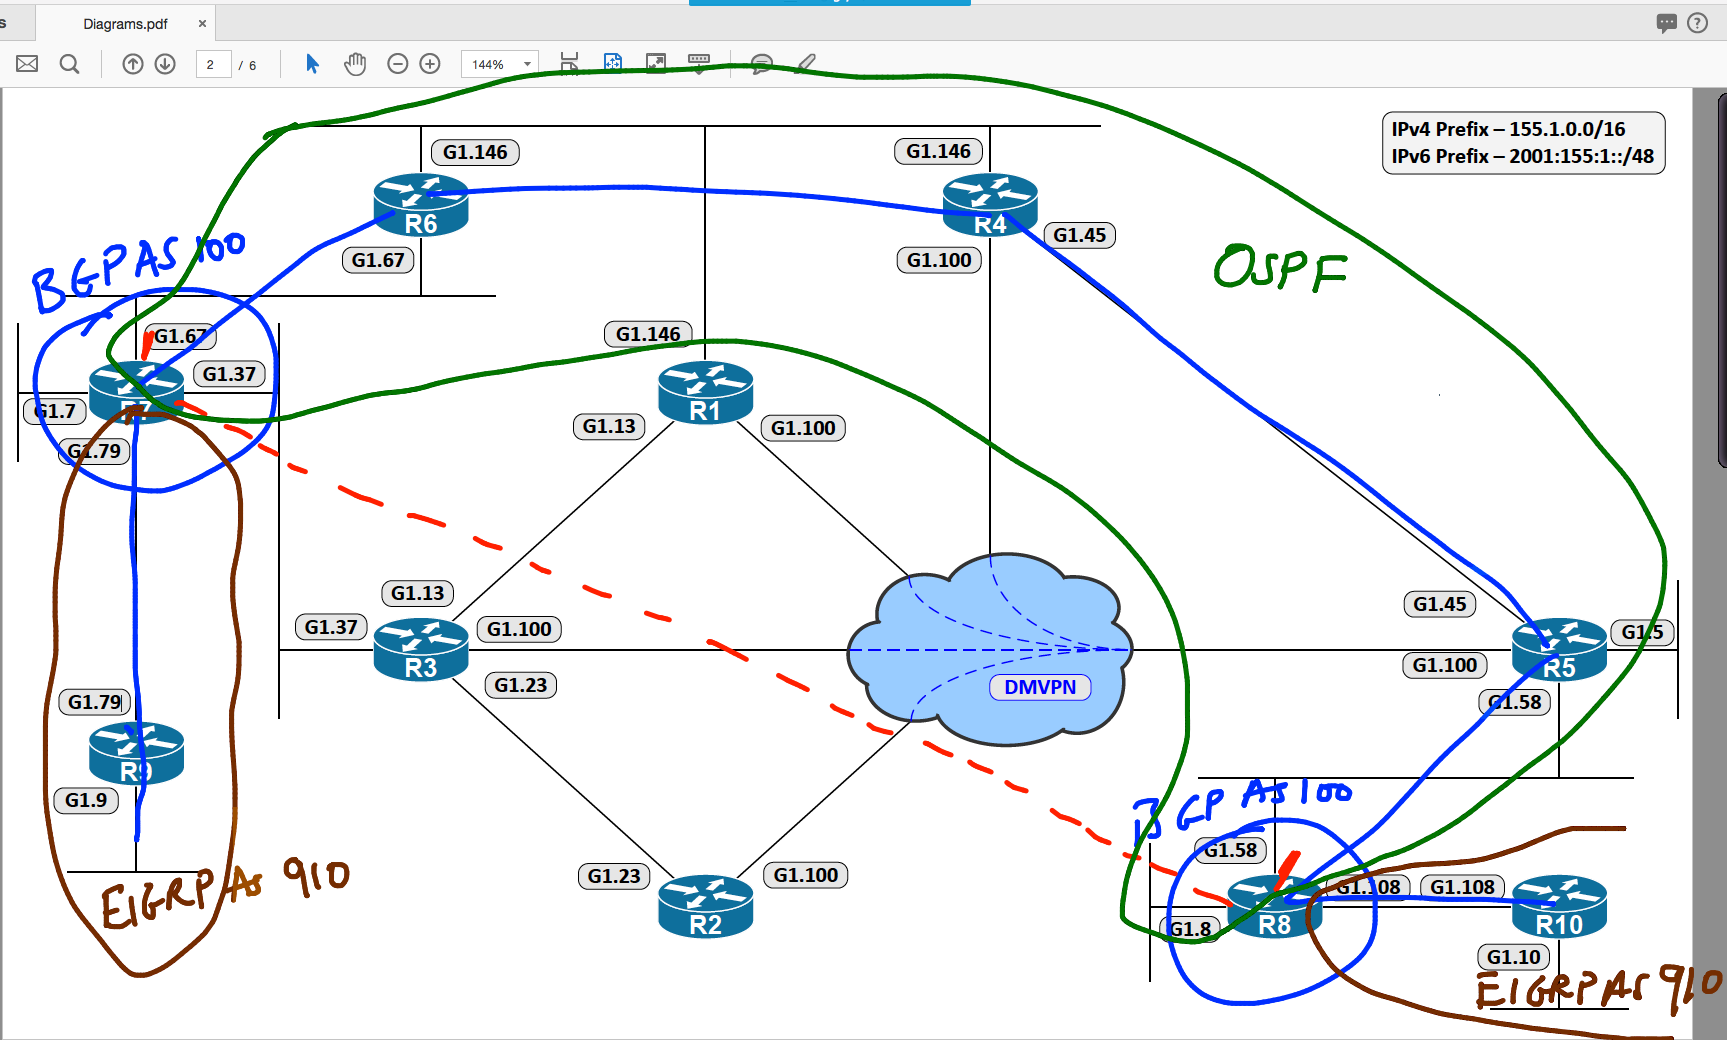 s
Diagrams.pdf ×
2 / 6
144%
G1.146
G1.146
IPv4 Prefix – 155.1.0.0/16
IPv6 Prefix – 2001:155:1::/48
R6
R4
G1.45
BGP AS 100
G1.67
G1.100
OSPF
G1.67
G1.146
G1.37
G1.7
R1
G1.13
G1.100
G1.79
G1.13
G1.45
G1.37
G1.100
G1.5
R3
G1.100
R5
G1.23
DMVPN
G1.79
G1.58
R9
G1.9
BGP AS 100
G1.58
EIGRP AS 910
G1.23
G1.100
G1.108
G1.108
R2
G1.8
R8
R10
G1.10
EIGRP AS 910